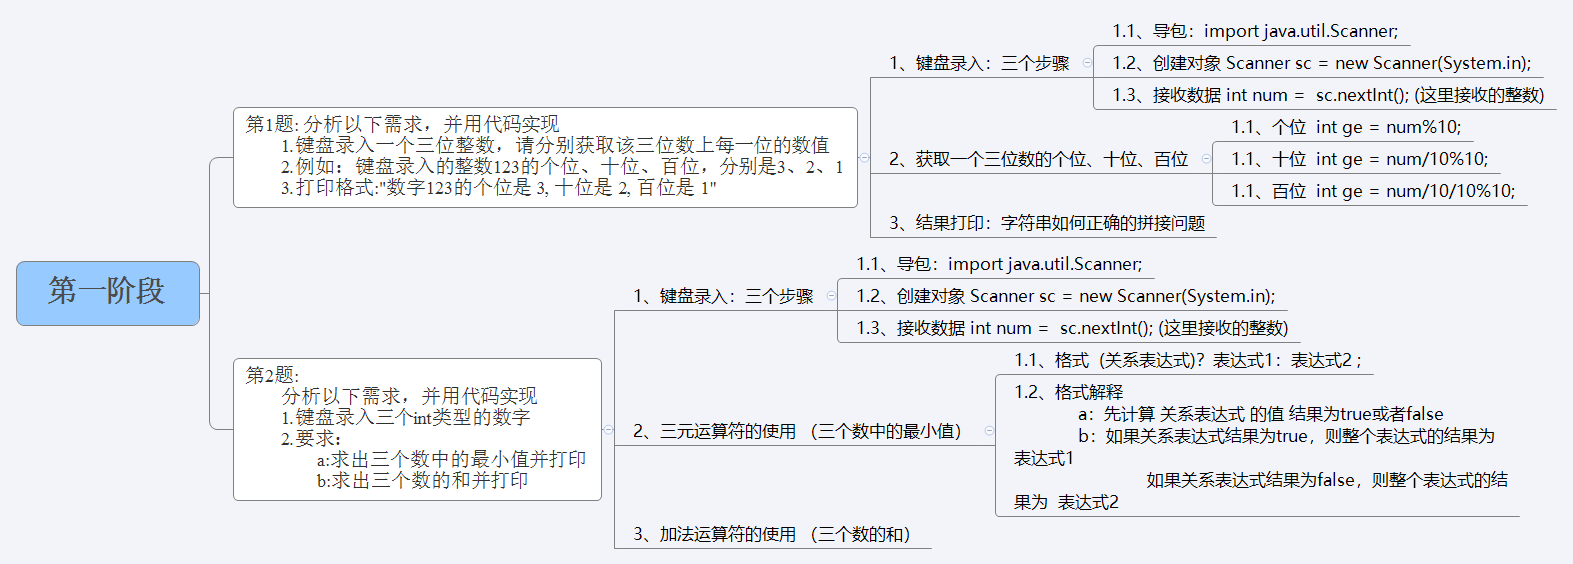 第一阶段
第1题: 分析以下需求，并用代码实现
1.键盘录入一个三位整数，请分别获取该三位数上每一位的数值
2.例如：键盘录入的整数123的个位、十位、百位，分别是3、2、1
3.打印格式:"数字123的个位是 3, 十位是 2, 百位是 1"
1、键盘录入：三个步骤
1.1、导包：import java.util.Scanner;
1.2、创建对象 Scanner sc = new Scanner(System.in);
1.3、接收数据 int num =  sc.nextInt(); (这里接收的整数)
2、获取一个三位数的个位、十位、百位
1.1、个位  int ge = num%10;
1.1、十位  int ge = num/10%10;
1.1、百位  int ge = num/10/10%10;
3、结果打印：字符串如何正确的拼接问题
第2题:
分析以下需求，并用代码实现
1.键盘录入三个int类型的数字
2.要求：
a:求出三个数中的最小值并打印
b:求出三个数的和并打印
1、键盘录入：三个步骤
1.1、导包：import java.util.Scanner;
1.2、创建对象 Scanner sc = new Scanner(System.in);
1.3、接收数据 int num =  sc.nextInt(); (这里接收的整数)
2、三元运算符的使用 （三个数中的最小值）
1.1、格式  (关系表达式)？表达式1：表达式2 ;
1.2、格式解释
a：先计算 关系表达式 的值 结果为true或者false
b：如果关系表达式结果为true，则整个表达式的结果为
表达式1
如果关系表达式结果为false，则整个表达式的结
果为  表达式2
3、加法运算符的使用 （三个数的和）